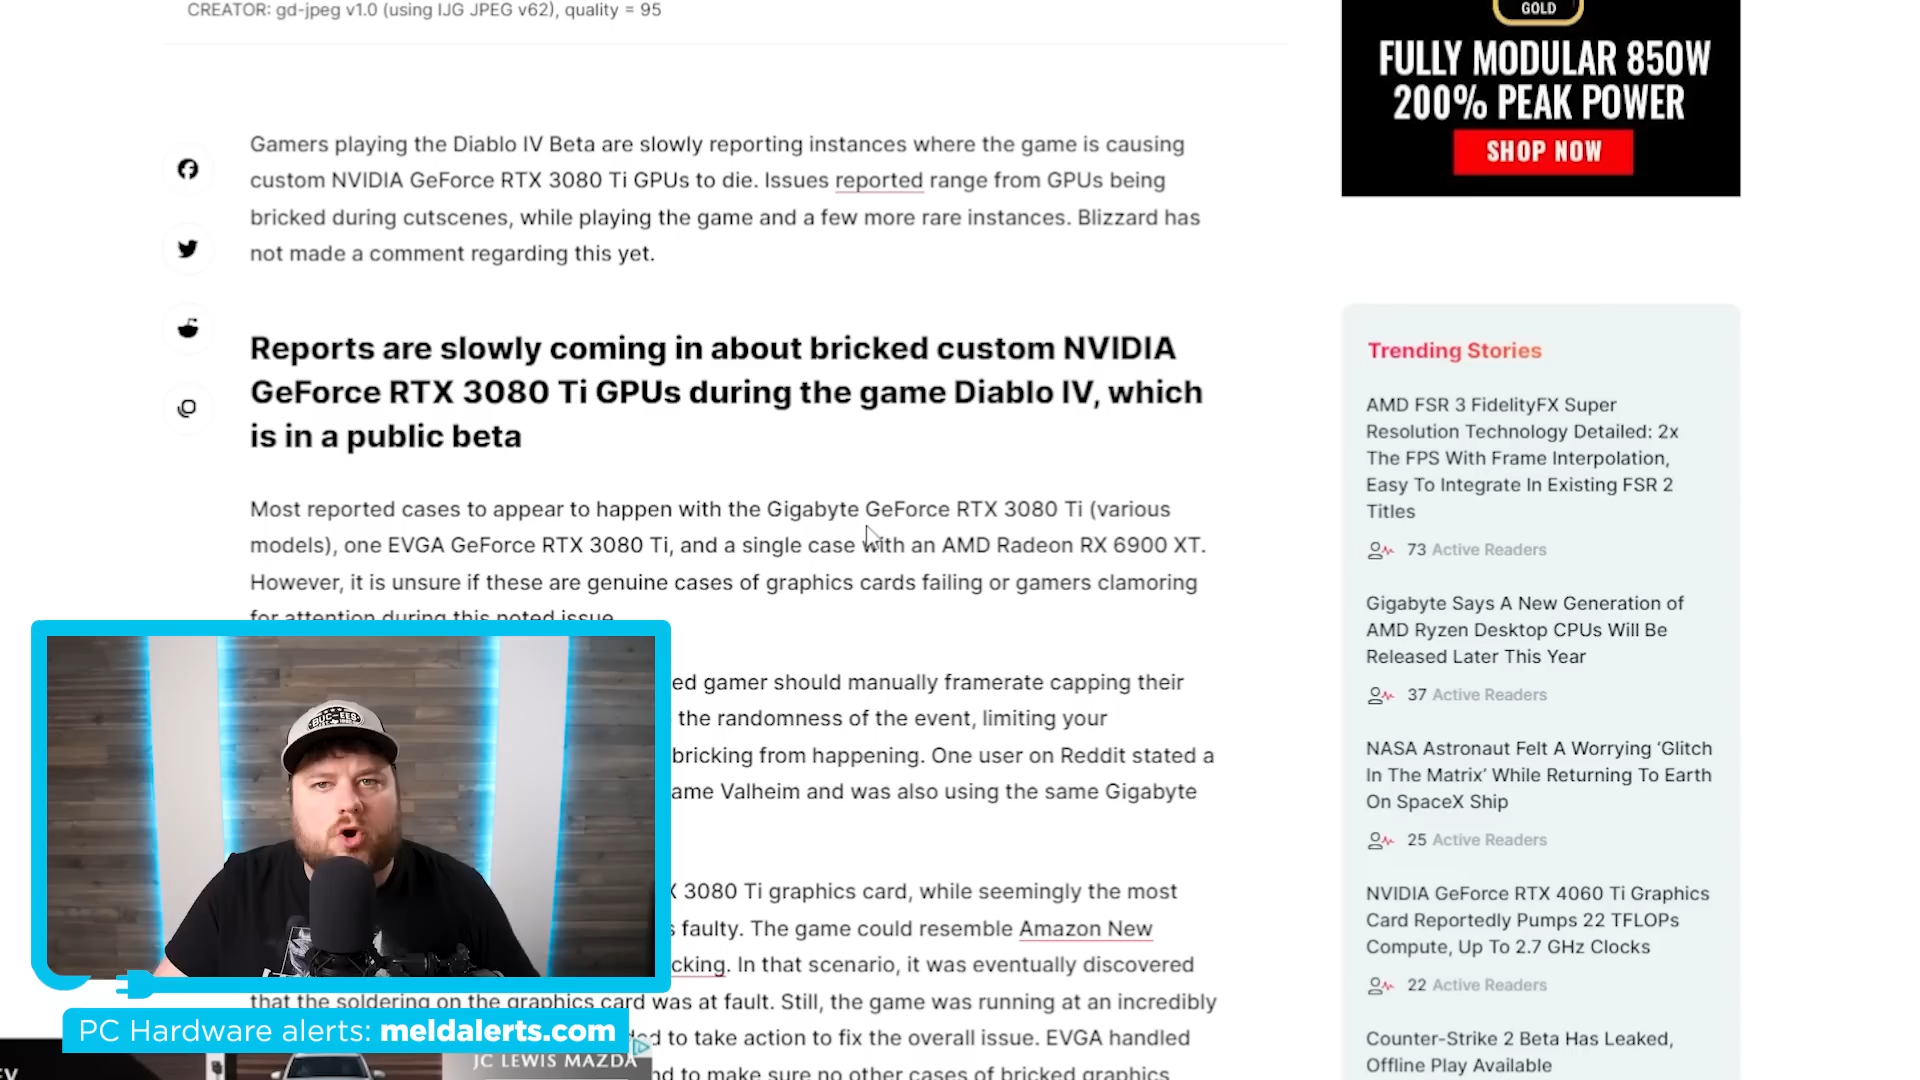 CREATOR: gd-jpeg v1.0 (using IJG JPEG v62), quality = 95
Gamers playing the Diablo IV Beta are slowly reporting instances where the game is causing
custom NVIDIA GeForce RTX 3080 Ti GPUs to die. Issues reported range from GPUs being
bricked during cutscenes, while playing the game and a few more rare instances. Blizzard has
not made a comment regarding this yet.
Reports are slowly coming in about bricked custom NVIDIA
GeForce RTX 3080 Ti GPUs during the game Diablo IV, which
is in a public beta
Most reported cases to appear to happen with the Gigabyte GeForce RTX 3080 Ti (various
models), one EVGA GeForce RTX 3080 Ti, and a single case with an AMD Radeon RX 6900 XT.
However, it is unsure if these are genuine cases of graphics cards failing or gamers clamoring
for attention during this noted issue.
ed gamer should manually framerate capping their
the randomness of the event, limiting your
bricking from happening. One user on Reddit stated a
ame Valheim and was also using the same Gigabyte
3080 Ti graphics card, while seemingly the most
faulty. The game could resemble Amazon New
cking. In that scenario, it was eventually discovered
that the soldering on the graphics card was at fault. Still, the game was running at an incredibly
ed to take action to fix the overall issue. EVGA handled
nd to make sure no other cases of bricked graphics
BUC-EE'S
PC Hardware alerts: meldalerts.com
EV
JC LEWIS MAZDA
GOLD
FULLY MODULAR 850W
200% PEAK POWER
SHOP NOW
Trending Stories
AMD FSR 3 FidelityFX Super
Resolution Technology Detailed: 2x
The FPS With Frame Interpolation,
Easy To Integrate In Existing FSR 2
Titles
73 Active Readers
Gigabyte Says A New Generation of
AMD Ryzen Desktop CPUs Will Be
Released Later This Year
37 Active Readers
NASA Astronaut Felt A Worrying ‘Glitch
In The Matrix’ While Returning To Earth
On SpaceX Ship
25 Active Readers
NVIDIA GeForce RTX 4060 Ti Graphics
Card Reportedly Pumps 22 TFLOPs
Compute, Up To 2.7 GHz Clocks
22 Active Readers
Counter-Strike 2 Beta Has Leaked,
Offline Play Available